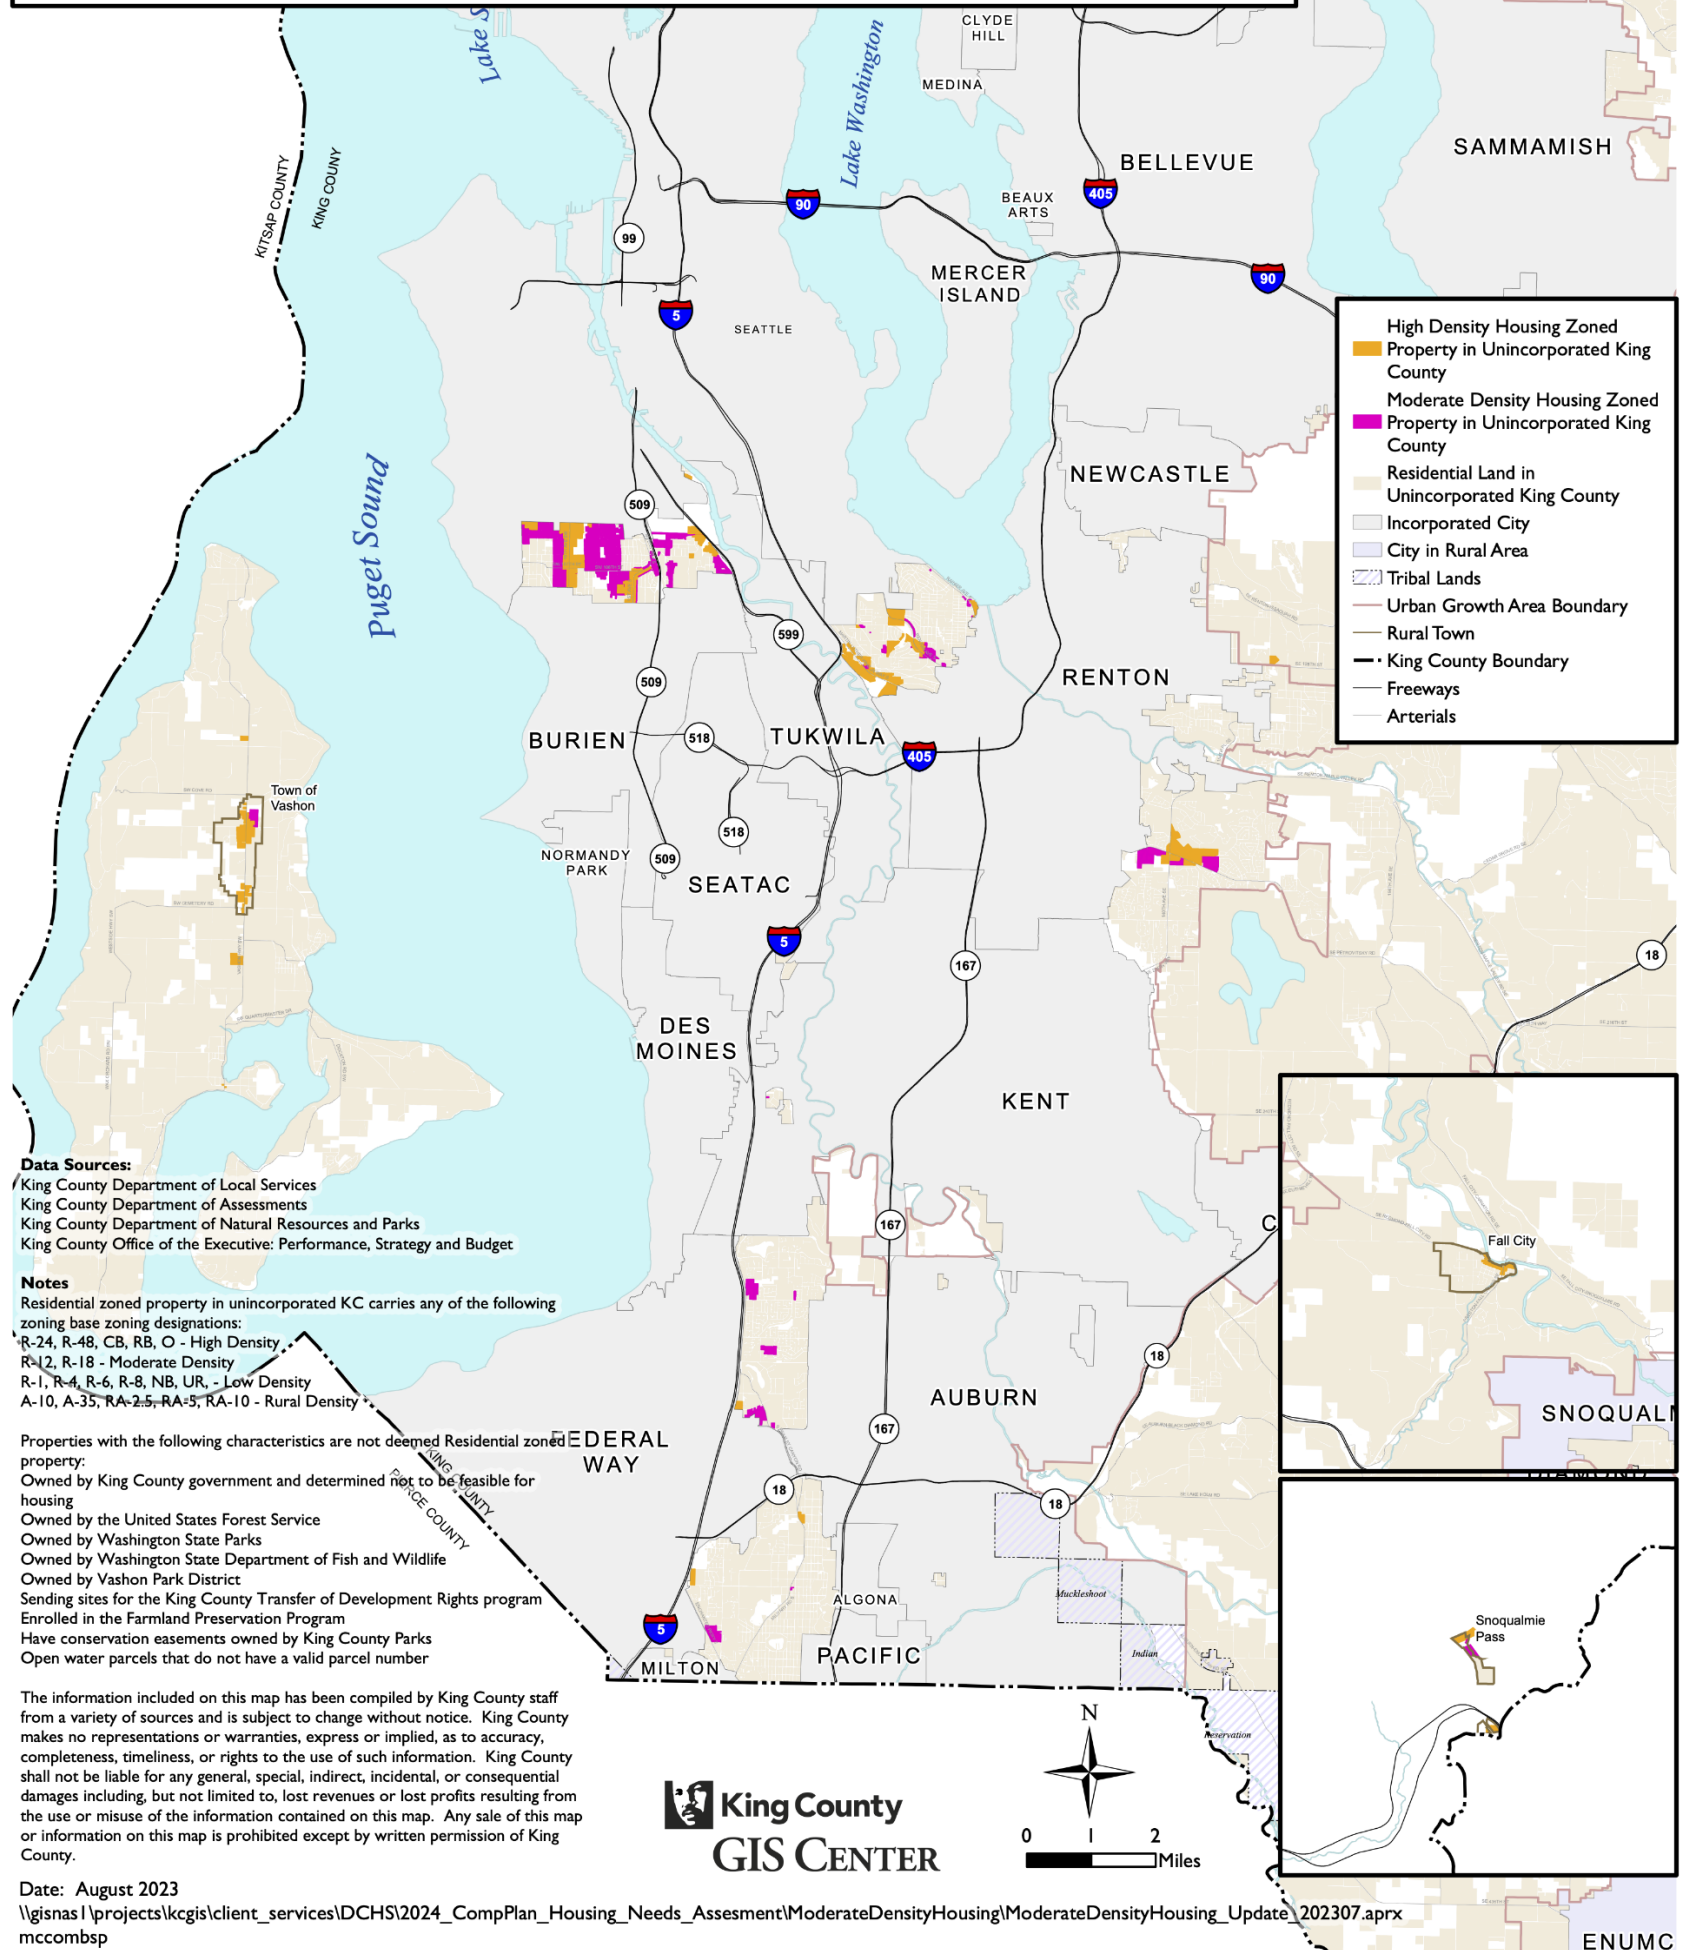 Lake S
Lake Washington
CLYDE
HILL
MEDINA
BELLEVUE
SAMMAMISH
KITSAP COUNTY
KING COUNY
BEAUX
ARTS
90
405
99
MERCER
ISLAND
90
5
SEATTLE
High Density Housing Zoned
Property in Unincorporated King
County
Moderate Density Housing Zoned
Property in Unincorporated King
County
Residential Land in
Unincorporated King County
Incorporated City
City in Rural Area
Tribal Lands
Urban Growth Area Boundary
Rural Town
King County Boundary
Freeways
Arterials
Puget Sound
NEWCASTLE
509
599
509
RENTON
BURIEN
518
TUKWILA
405
Town of
Vashon
518
NORMANDY
PARK
509
SEATAC
5
167
18
DES
MOINES
KENT
167
C
Fall City
18
AUBURN
167
SNOQUALM
DIAMOND
FEDERAL
WAY
KING COUNTY
PIERCE COUNTY
18
18
Muckleshoot
ALGONA
5
MILTON
PACIFIC
Indian
Reservation
Snoqualmie
Pass
Data Sources:
King County Department of Local Services
King County Department of Assessments
King County Department of Natural Resources and Parks
King County Office of the Executive: Performance, Strategy and Budget
Notes
Residential zoned property in unincorporated KC carries any of the following
zoning base zoning designations:
R-24, R-48, CB, RB, O - High Density
R-12, R-18 - Moderate Density
R-1, R-4, R-6, R-8, NB, UR, - Low Density
A-10, A-35, RA-2.5, RA-5, RA-10 - Rural Density
Properties with the following characteristics are not deemed Residential zoned
property:
Owned by King County government and determined not to be feasible for
housing
Owned by the United States Forest Service
Owned by Washington State Parks
Owned by Washington State Department of Fish and Wildlife
Owned by Vashon Park District
Sending sites for the King County Transfer of Development Rights program
Enrolled in the Farmland Preservation Program
Have conservation easements owned by King County Parks
Open water parcels that do not have a valid parcel number
The information included on this map has been compiled by King County staff
from a variety of sources and is subject to change without notice. King County
makes no representations or warranties, express or implied, as to accuracy,
completeness, timeliness, or rights to the use of such information. King County
shall not be liable for any general, special, indirect, incidental, or consequential
damages including, but not limited to, lost revenues or lost profits resulting from
the use or misuse of the information contained on this map. Any sale of this map
or information on this map is prohibited except by written permission of King
County.
King County
GIS CENTER
N
0 1 2
Miles
Date: August 2023
\\gisnas1\projects\kcgis\client_services\DCHS\2024_CompPlan_Housing_Needs_Assesment\ModerateDensityHousing\ModerateDensityHousing_Update_202307.aprx
mccombsp
ENUMC